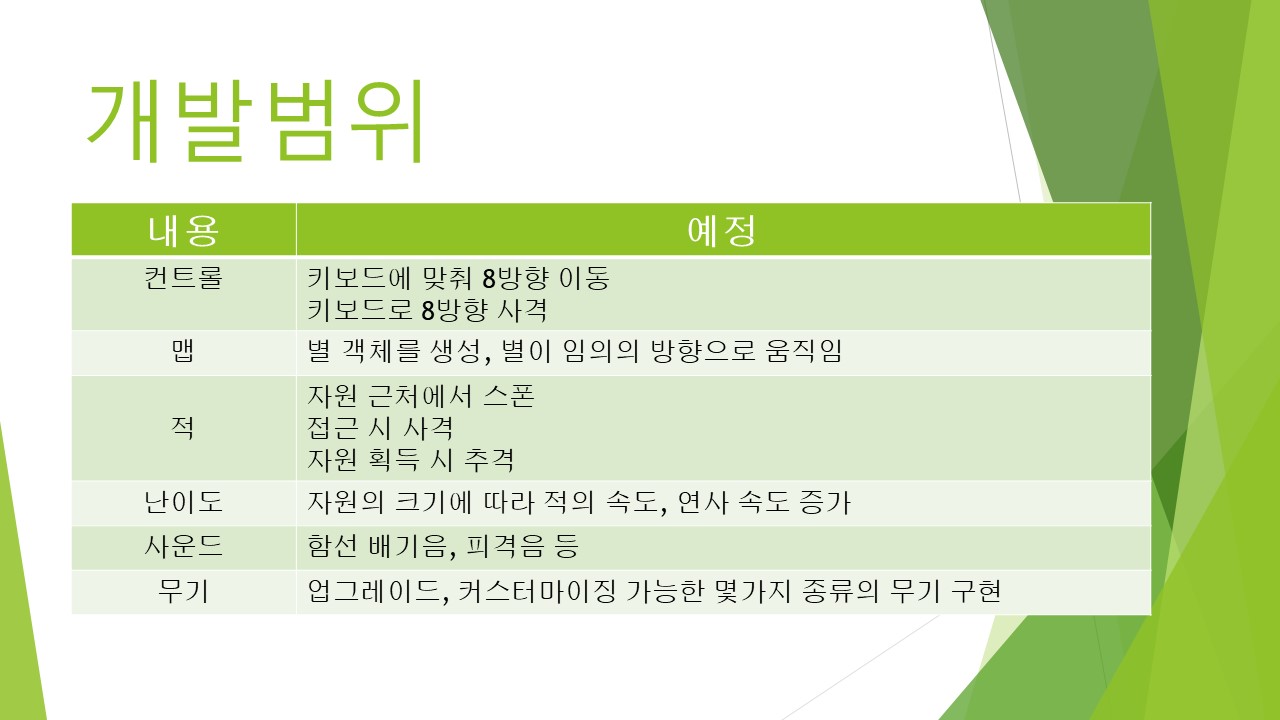 개발범위
내용 예정
컨트롤 키보드에 맞춰 8방향 이동
키보드로 8방향 사격
맵 별 객체를 생성, 별이 임의의 방향으로 움직임
자원 근처에서 스폰
적 접근 시 사격
자원 획득 시 추격
난이도 자원의 크기에 따라 적의 속도, 연사 속도 증가
사운드 함선 배기음, 피격음 등
무기 업그레이드, 커스터마이징 가능한 몇가지 종류의 무기 구현